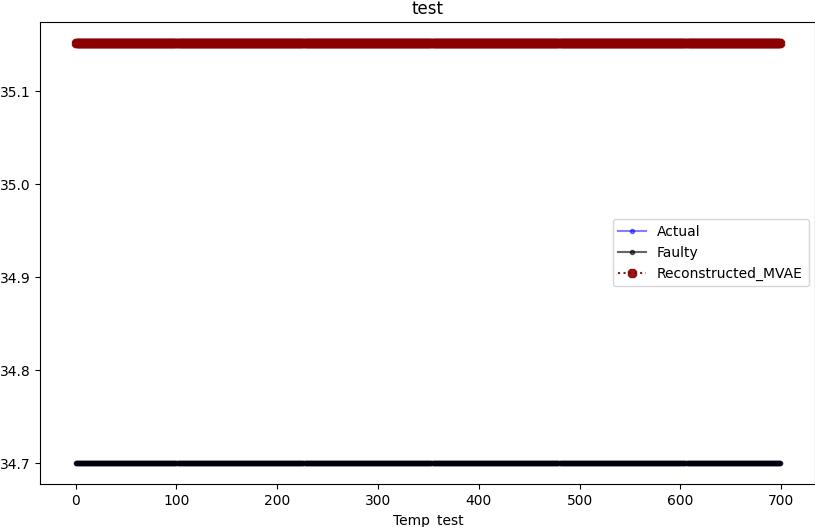 test
35.1
35.0
34.9
34.8
34.7
Actual
Faulty
Reconstructed_MVAE
0 100 200 300 400 500 600 700
Temp_test